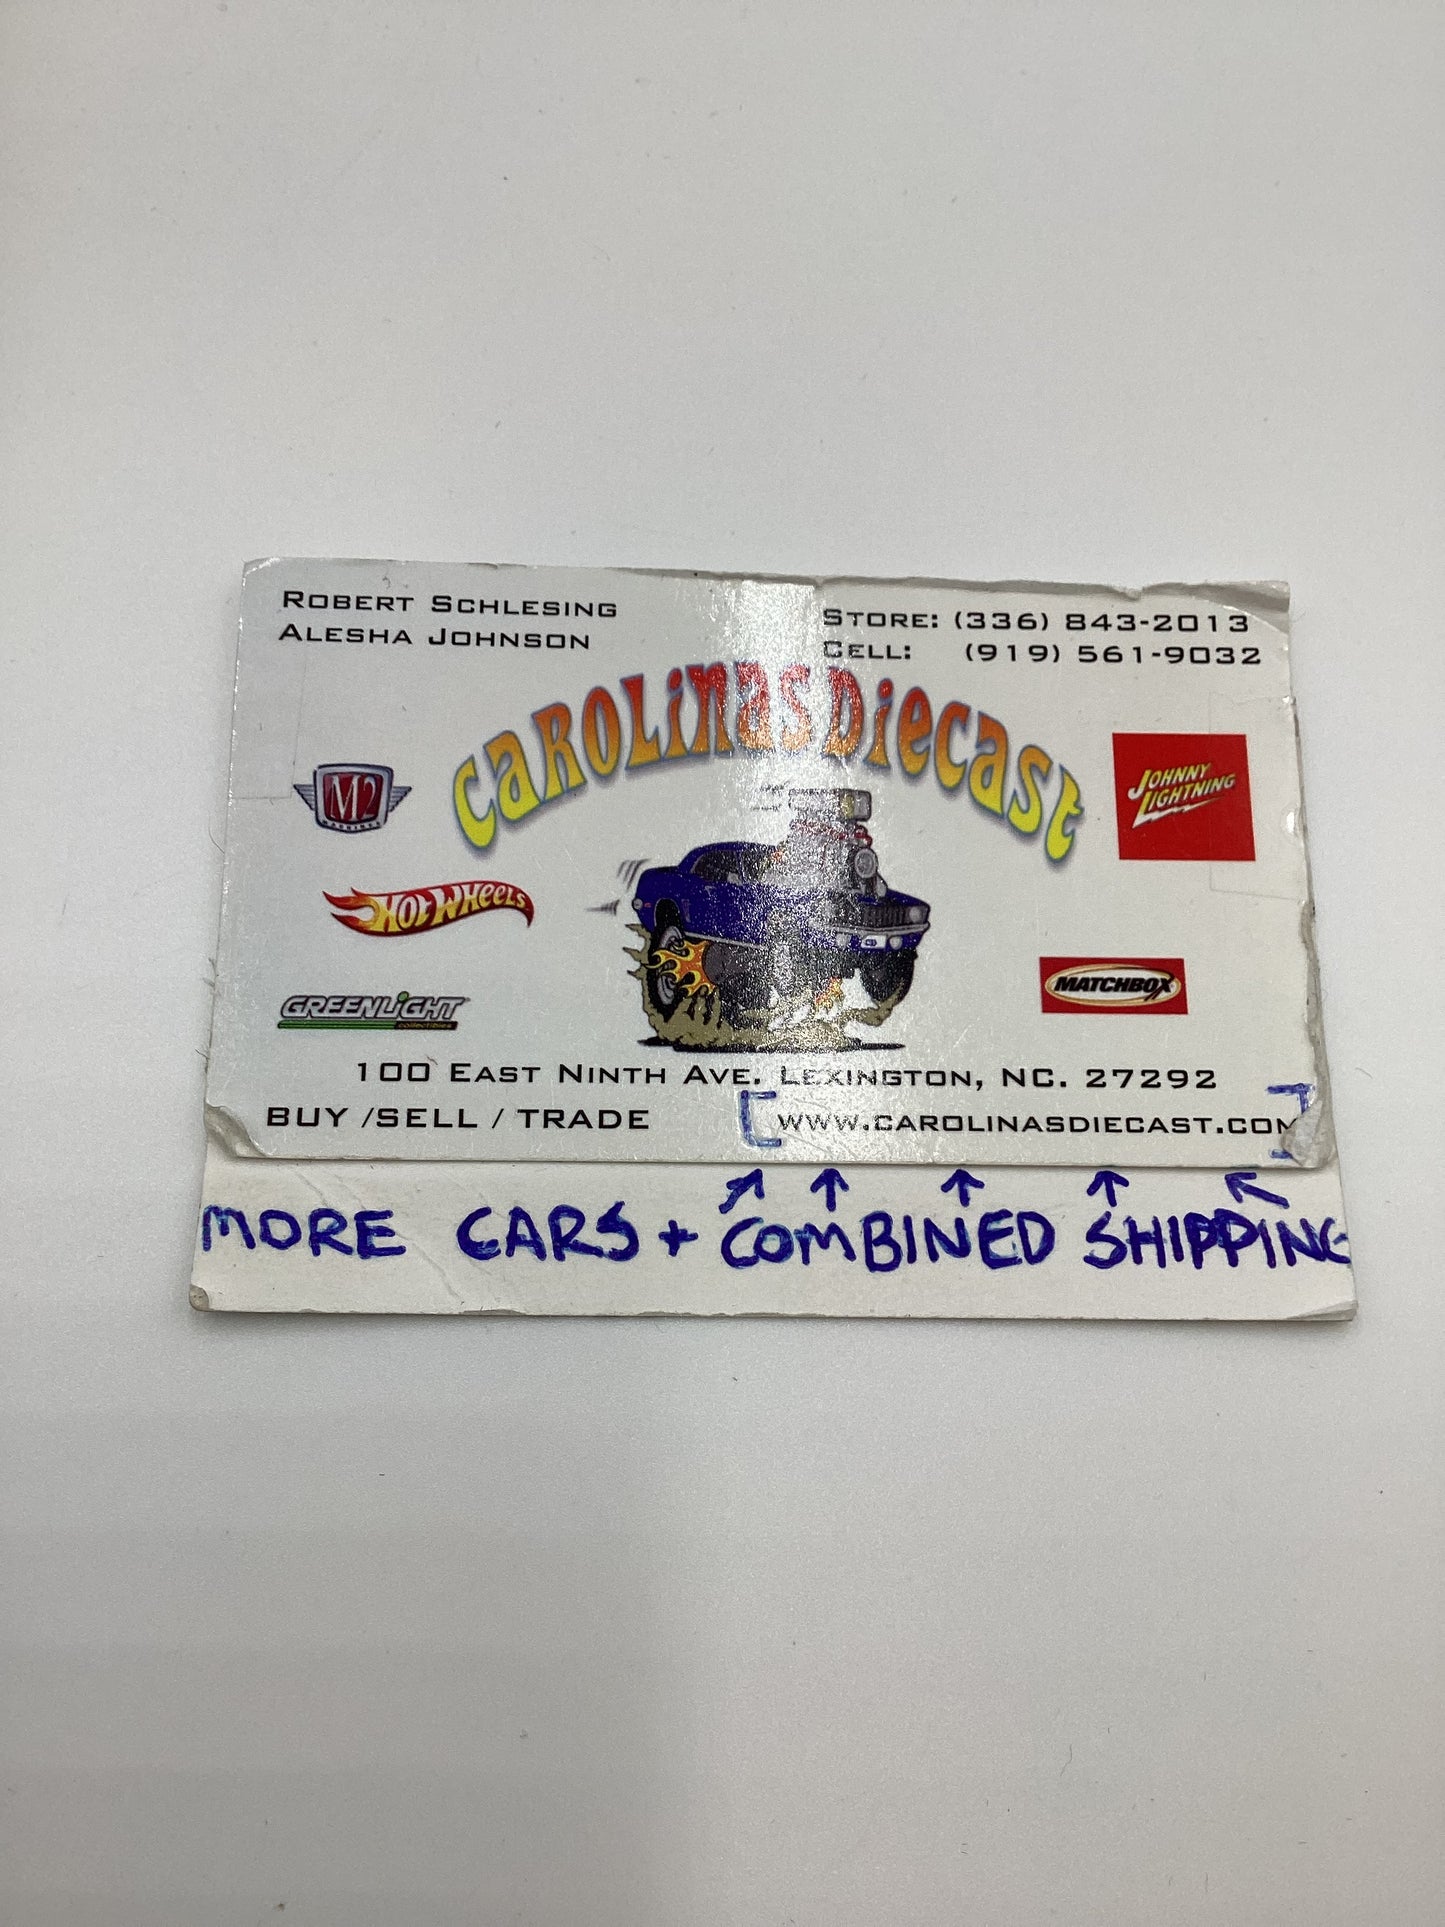 ROBERT SCHLESING
ALESHA JOHNSON
STORE: (336) 843-2013
CELL: (919) 561-9032
CAROLINAS DIECAST
M2
MACHINES
JOHNNY
LIGHTNING
HOT WHEELS
MATCHBOX
GREENLIGHT
collectibles
100 EAST NINTH AVE. LEXINGTON, NC. 27292
BUY /SELL / TRADE
WWW.CAROLINASDIECAST.COM
MORE CARS + COMBINED SHIPPING